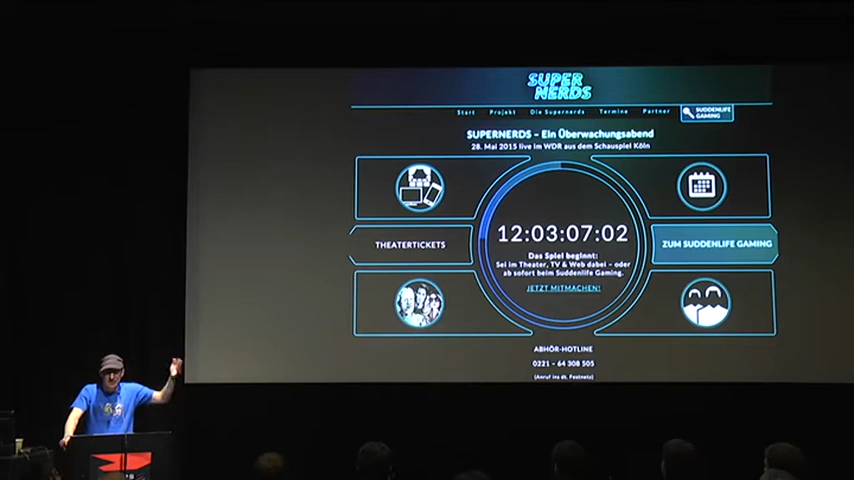 SUPER
NERDS
Start Projekt Die Supernerds Termine Partner
SUDDENLIFE
GAMING
SUPERNERDS – Ein Überwachungsabend
28. Mai 2015 live im WDR aus dem Schauspiel Köln
12:03:07:02
THEATERTICKETS
ZUM SUDDENLIFE GAMING
Das Spiel beginnt:
Sei im Theater, TV & Web dabei – oder
ab sofort beim Suddenlife Gaming.
JETZT MITMACHEN!
ABHÖR-HOTLINE
0221 – 64 308 505
(Anruf ins dt. Festnetz)